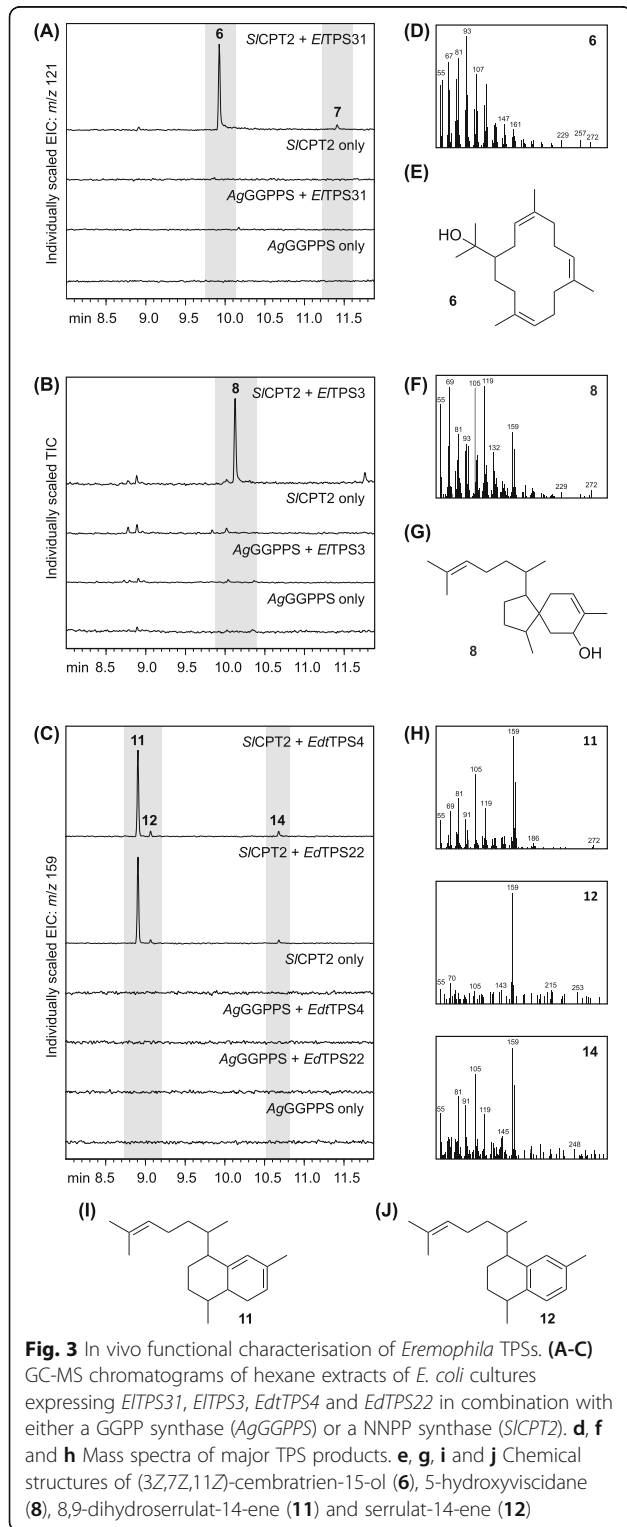 (A)
Individually scaled EIC: m/z 121
6
SlCPT2 + ElTPS31
7
SlCPT2 only
AgGGPPS + ElTPS31
AgGGPPS only
min 8.5 9.0 9.5 10.0 10.5 11.0 11.5
(D)
6
55 67 81 93 107 147 161 229 257 272
(E)
HO
6
(B)
Individually scaled TIC
8
SlCPT2 + ElTPS3
SlCPT2 only
AgGGPPS + ElTPS3
AgGGPPS only
min 8.5 9.0 9.5 10.0 10.5 11.0 11.5
(F)
8
55 69 81 93 105 119 132 159 229 272
(G)
OH
8
(C)
Individually scaled EIC: m/z 159
11
12
14
SlCPT2 + EdtTPS4
SlCPT2 + EdTPS22
SlCPT2 only
AgGGPPS + EdtTPS4
AgGGPPS + EdTPS22
AgGGPPS only
min 8.5 9.0 9.5 10.0 10.5 11.0 11.5
(H)
11
55 69 81 91 105 119 159 186 272
12
55 70 105 143 159 215 253
14
55 81 91 105 119 145 159 248
(I)
11
(J)
12
Fig. 3 In vivo functional characterisation of Eremophila TPSs. (A-C)
GC-MS chromatograms of hexane extracts of E. coli cultures
expressing ElTPS31, ElTPS3, EdtTPS4 and EdTPS22 in combination with
either a GGPP synthase (AgGGPPS) or a NNPP synthase (SlCPT2). d, f
and h Mass spectra of major TPS products. e, g, i and j Chemical
structures of (3Z,7Z,11Z)-cembratrien-15-ol (6), 5-hydroxyviscidane
(8), 8,9-dihydroserrulat-14-ene (11) and serrulat-14-ene (12)